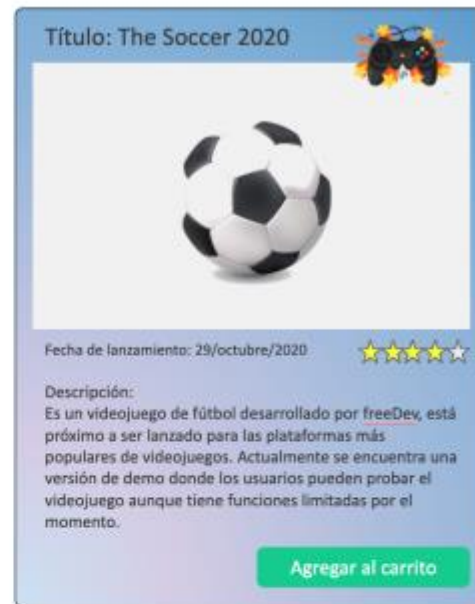 Título: The Soccer 2020
Fecha de lanzamiento: 29/octubre/2020
Descripción:
Es un videojuego de fútbol desarrollado por freeDev, está
próximo a ser lanzado para las plataformas más
populares de videojuegos. Actualmente se encuentra una
versión de demo donde los usuarios pueden probar el
videojuego aunque tiene funciones limitadas por el
momento.
Agregar al carrito